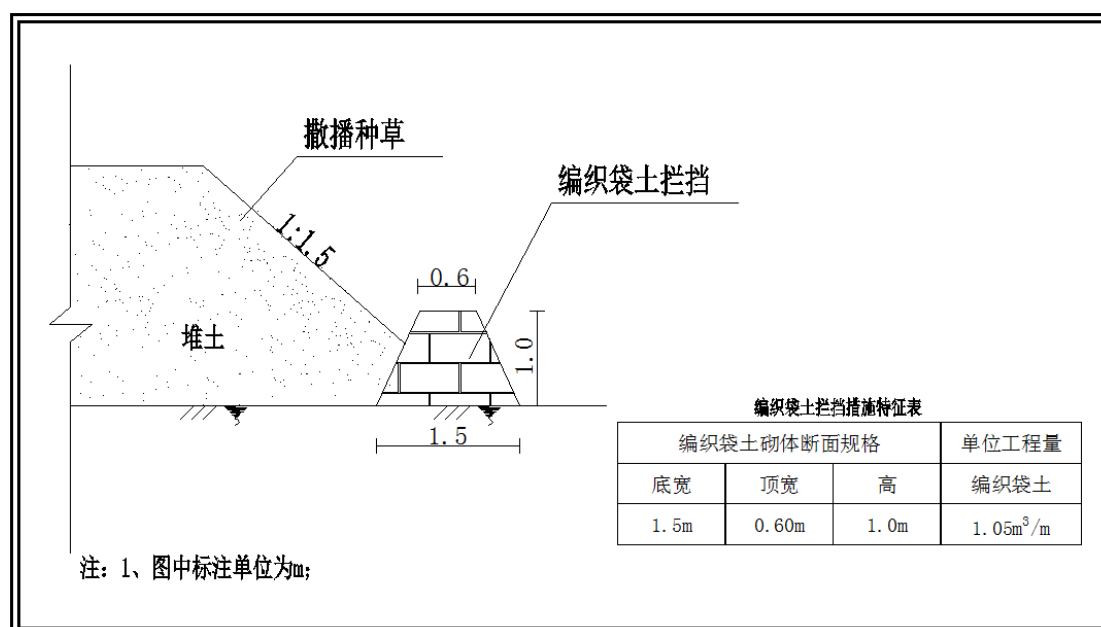 撒播种草
编织袋土拦挡
1:1.5
0.6
堆土
1.0
1.5
编织袋土拦挡措施特征表
编织袋土砌体断面规格 单位工程量
底宽 顶宽 高 编织袋土
1.5m 0.60m 1.0m 1.05m³/m
注：1、图中标注单位为m;